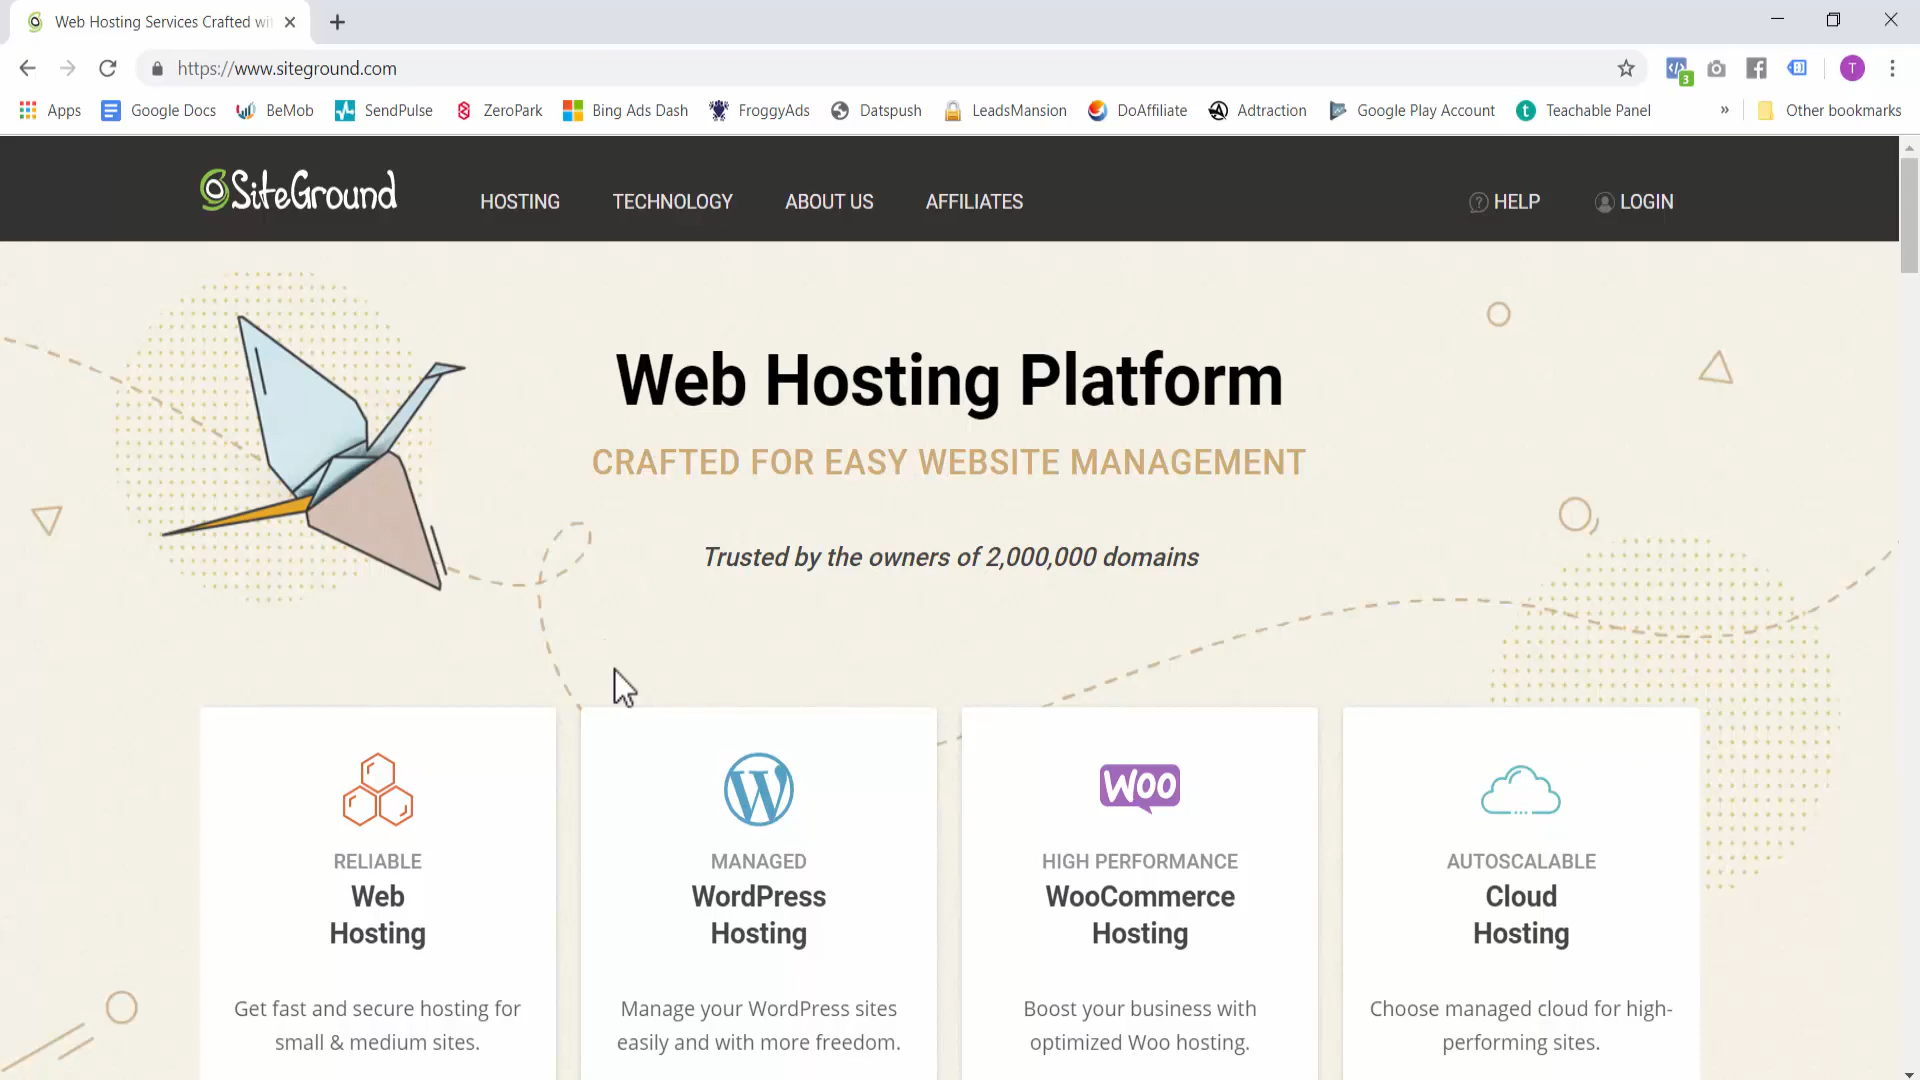 Web Hosting Services Crafted wi
https://www.siteground.com
3
T
Apps Google Docs BeMob SendPulse ZeroPark Bing Ads Dash FroggyAds Datspush LeadsMansion DoAffiliate Adtraction Google Play Account Teachable Panel » Other bookmarks
SiteGround HOSTING TECHNOLOGY ABOUT US AFFILIATES HELP LOGIN
Web Hosting Platform
CRAFTED FOR EASY WEBSITE MANAGEMENT
Trusted by the owners of 2,000,000 domains
RELIABLE
Web
Hosting
Get fast and secure hosting for
small & medium sites.
MANAGED
WordPress
Hosting
Manage your WordPress sites
easily and with more freedom.
WOO
HIGH PERFORMANCE
WooCommerce
Hosting
Boost your business with
optimized Woo hosting.
AUTOSCALABLE
Cloud
Hosting
Choose managed cloud for high-
performing sites.